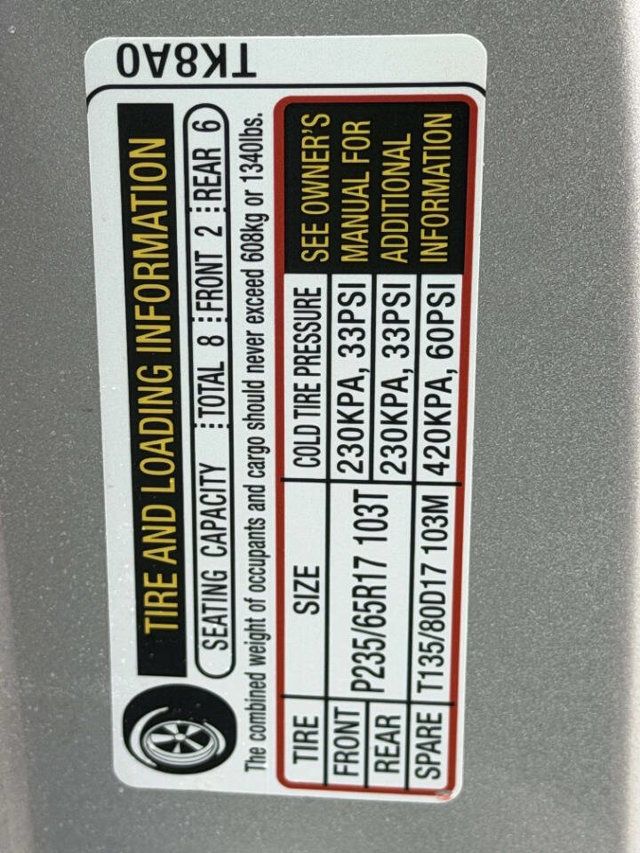 TK8A0
TIRE AND LOADING INFORMATION
SEATING CAPACITY TOTAL 8 FRONT 2 REAR 6
The combined weight of occupants and cargo should never exceed 608kg or 1340lbs.
TIRE SIZE COLD TIRE PRESSURE SEE OWNER'S
FRONT P235/65R17 103T 230KPA, 33PSI MANUAL FOR
REAR 230KPA, 33PSI ADDITIONAL
SPARE T135/80D17 103M 420KPA, 60PSI INFORMATION